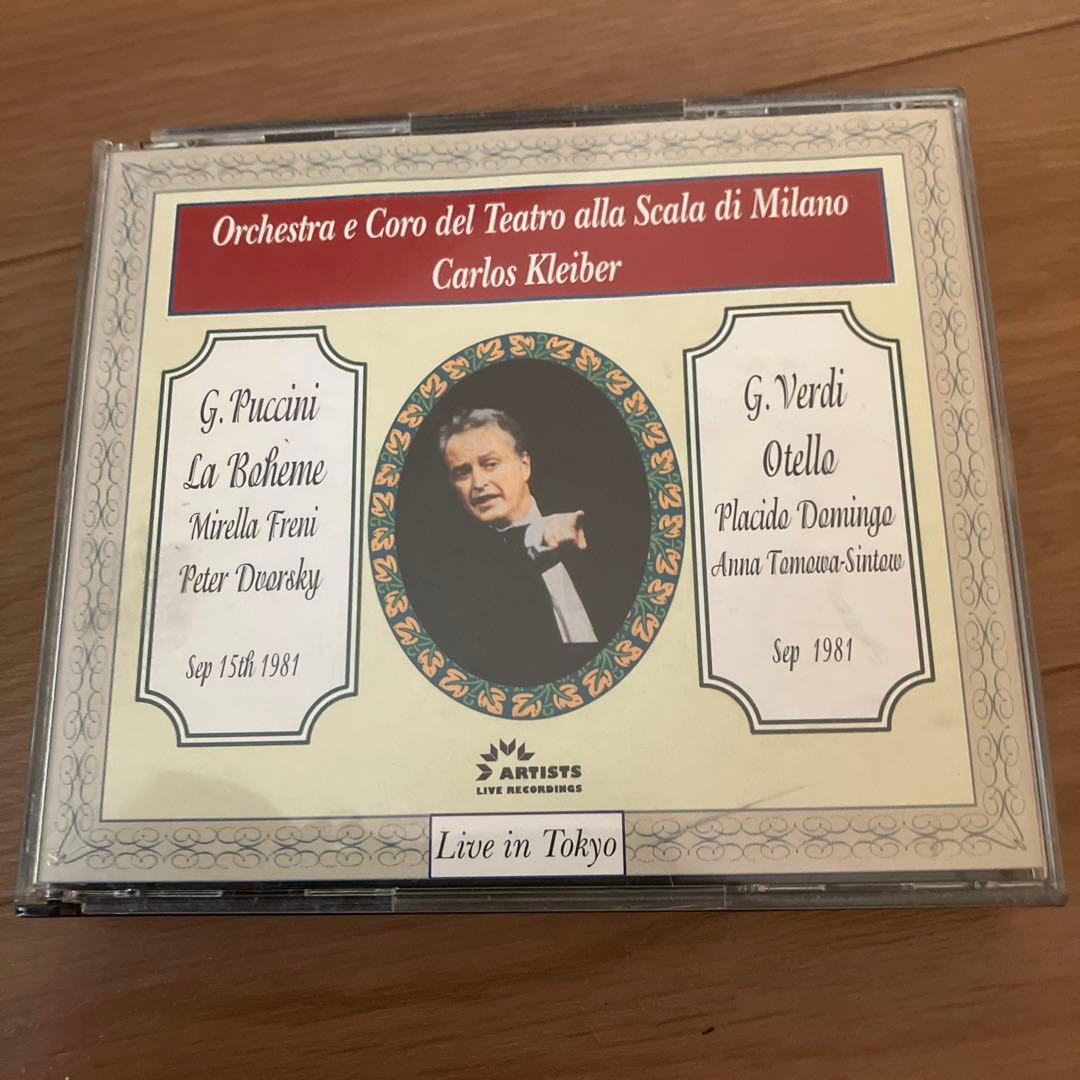 Orchestra e Coro del Teatro alla Scala di Milano
Carlos Kleiber
G. Puccini
La Bohème
Mirella Freni
Peter Dvorsky
Sep 15th 1981
G. Verdi
Otello
Placido Domingo
Anna Tomowa-Sintow
Sep 1981
ARTISTS
LIVE RECORDINGS
Live in Tokyo